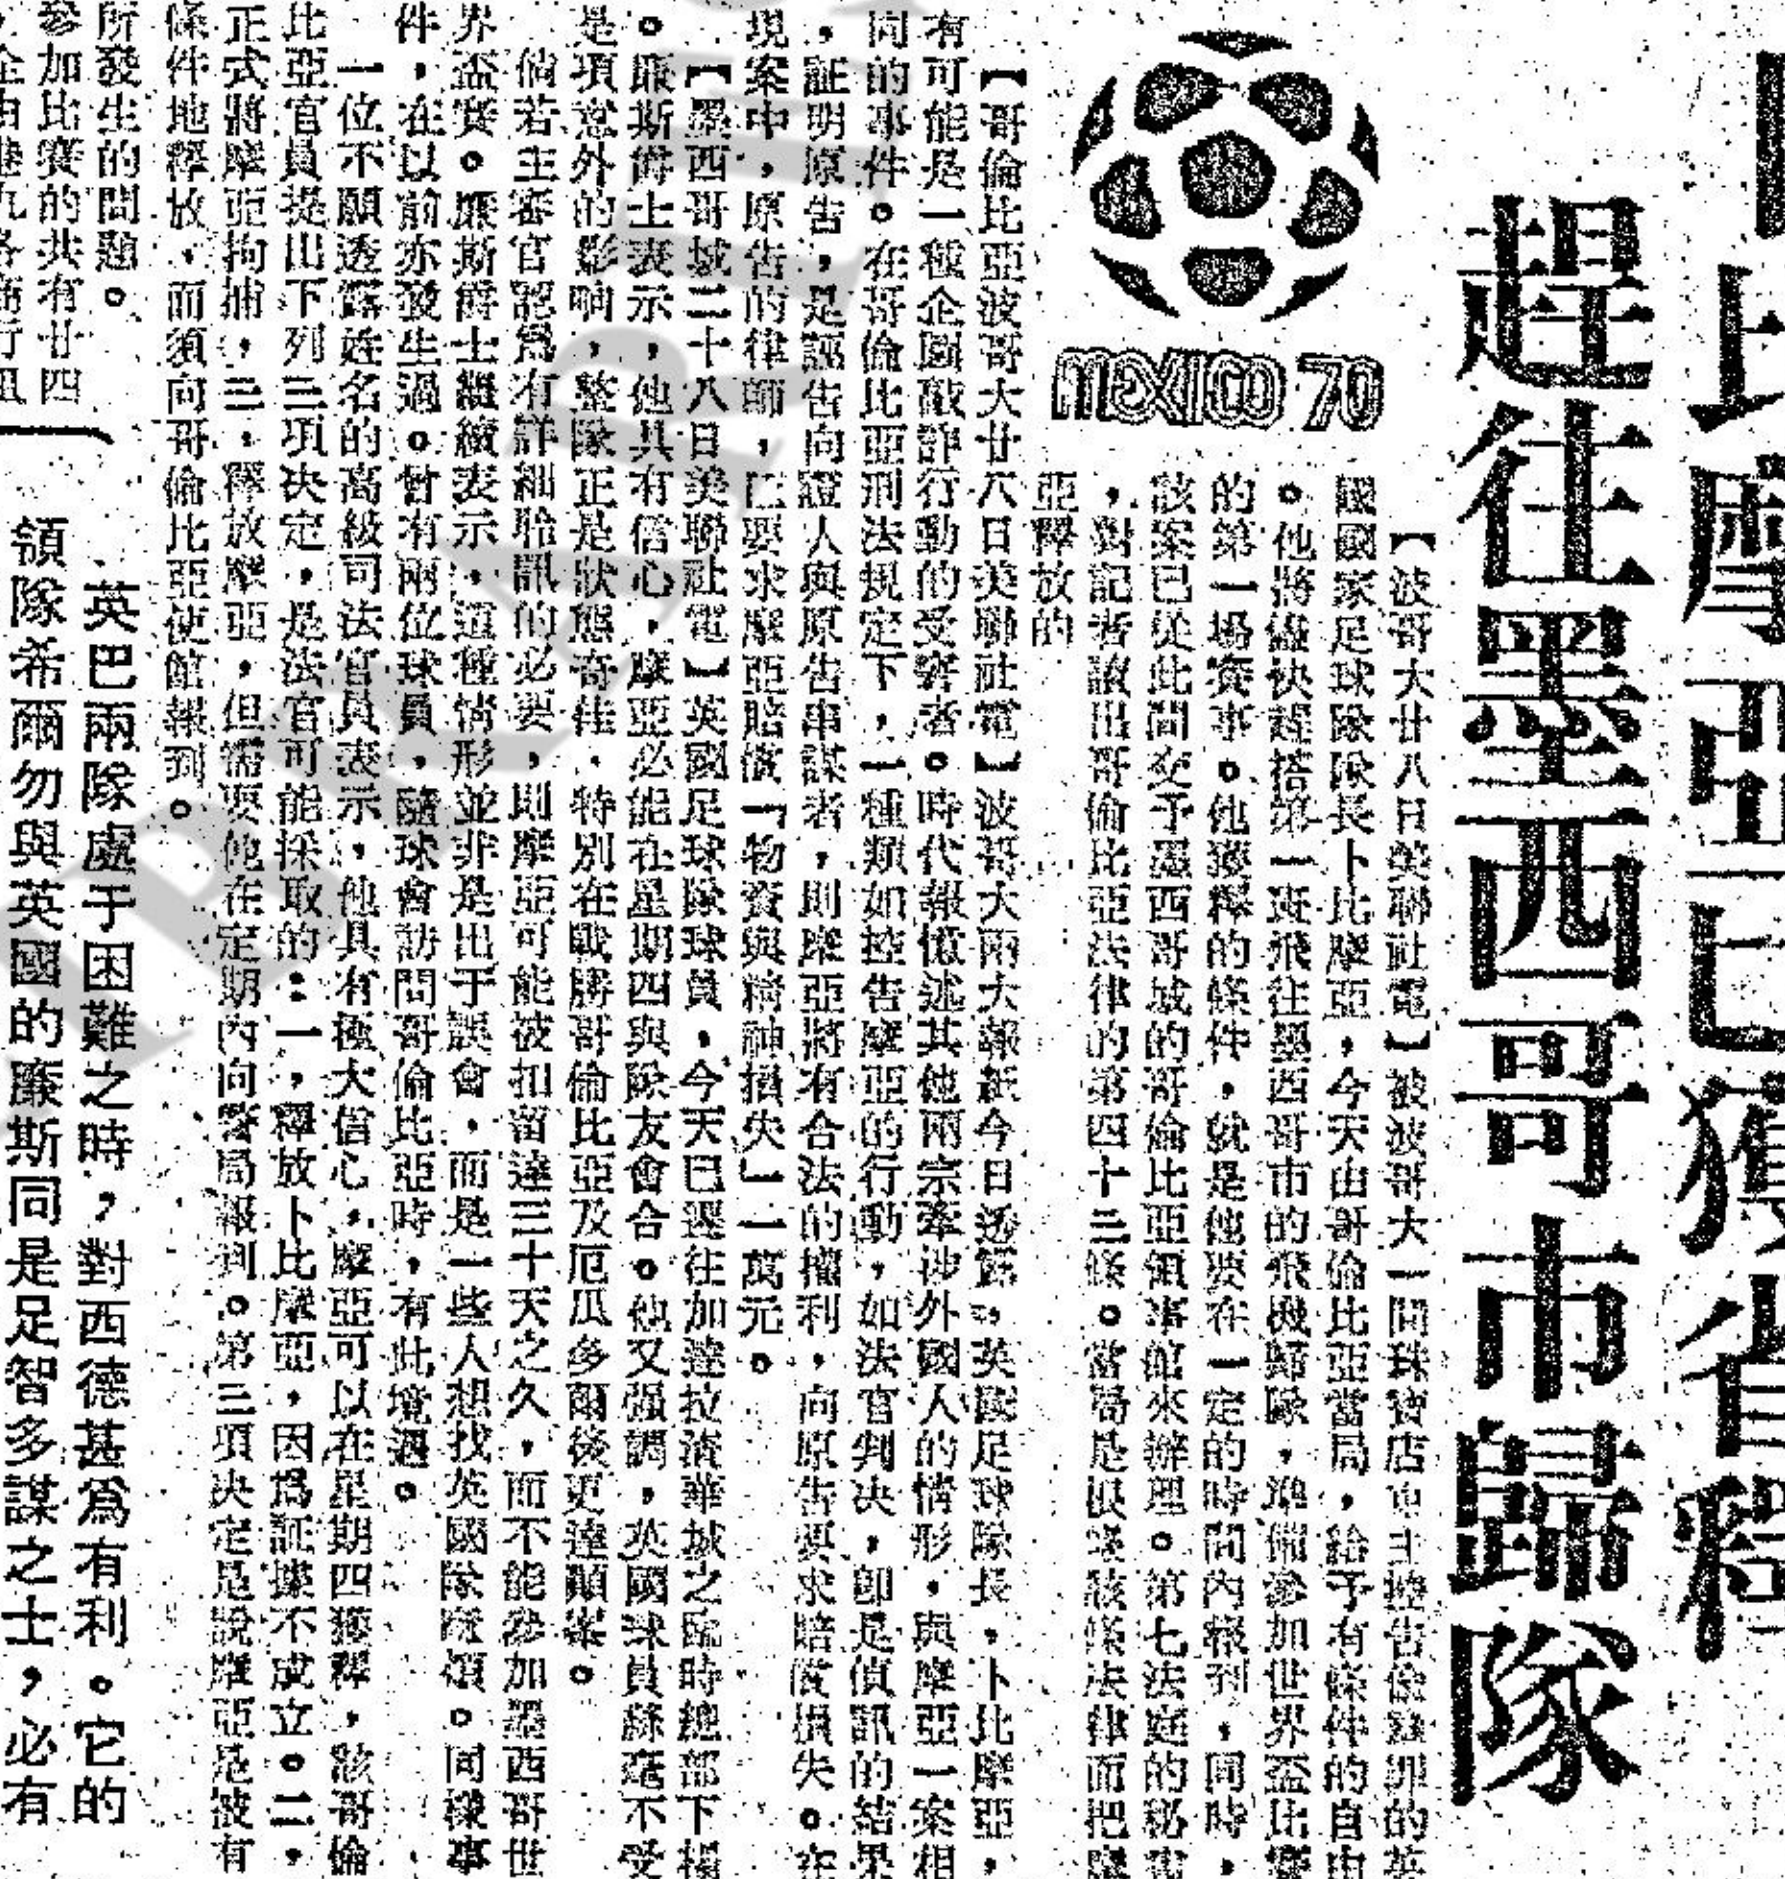 卜比摩亞已獲省釋
趕往墨西哥市歸隊
MEXICO 70
【波哥大廿八日美聯社電】被波哥大一間珠寶店店主控告偷竊罪的英
國國家足球隊隊長卜比摩亞，今天由哥倫比亞當局，給予有條件的自由
。他將儘快趕搭第一班飛往墨西哥市的飛機歸隊，準備參加世界盃比賽
的第一場賽事。他獲釋的條件，就是他要在一定的時間內報到，同時，
該案已從此間交予墨西哥城的哥倫比亞領事館來辦理。第七法庭的秘書
，對記者讀出哥倫比亞法律的第四十二條。當局是根據該條法律而把摩
亞釋放的
【哥倫比亞波哥大廿八日美聯社電】波哥大兩大報紙今日透露，英國足球隊長，卜比摩亞，
有可能是一種企圖敲詐行動的受害者。時代報憶述其他兩宗牽涉外國人的情形，與摩亞一案相
同的事件。在哥倫比亞刑法規定下，一種類如控告摩亞的行動，如法官判决，卽是偵訊的結果
，証明原告，是誣告向證人與原告串謀者，則摩亞將有合法的權利，向原告要求賠償損失。在
現案中，原告的律師，已要求摩亞賠償「物資與精神損失」一萬元。
【墨西哥城二十八日美聯社電】英國足球隊球員，今天已遷往加達拉濱華城之臨時總部下榻
。廉斯爵士表示，他具有信心，摩亞必能在星期四與隊友會合。他又强調，英國球員絲毫不受
是項意外的影响，整隊正是狀態奇佳，特別在戰勝哥倫比亞及厄瓜多爾後更達顚峯。
倘若主審官認爲有詳細聆訊的必要，則摩亞可能被扣留達三十天之久，而不能參加墨西哥世
界盃賽。廉斯爵士繼續表示，這種情形並非是出于誤會，而是一些人想找英國隊麻煩。同樣事
件，在以前亦發生過。曾有兩位球員，隨球會訪問哥倫比亞時，有此境遇。
一位不願透露姓名的高級司法官員表示，他具有極大信心，摩亞可以在星期四獲釋，該哥倫
比亞官員提出下列三項决定，是法官可能採取的：一，釋放卜比摩亞，因爲証據不成立。二，
正式將摩亞拘捕，三，釋放摩亞，但需要他在定期內向警局報到。第三項决定是說摩亞是被有
條件地釋放，而須向哥倫比亞使館報到。
所發生的問題。
參加比賽的共有廿四
英巴兩隊處于困難之時，對西德甚爲有利。它的
領隊希爾勿與英國的廉斯同是足智多謀之士，必有